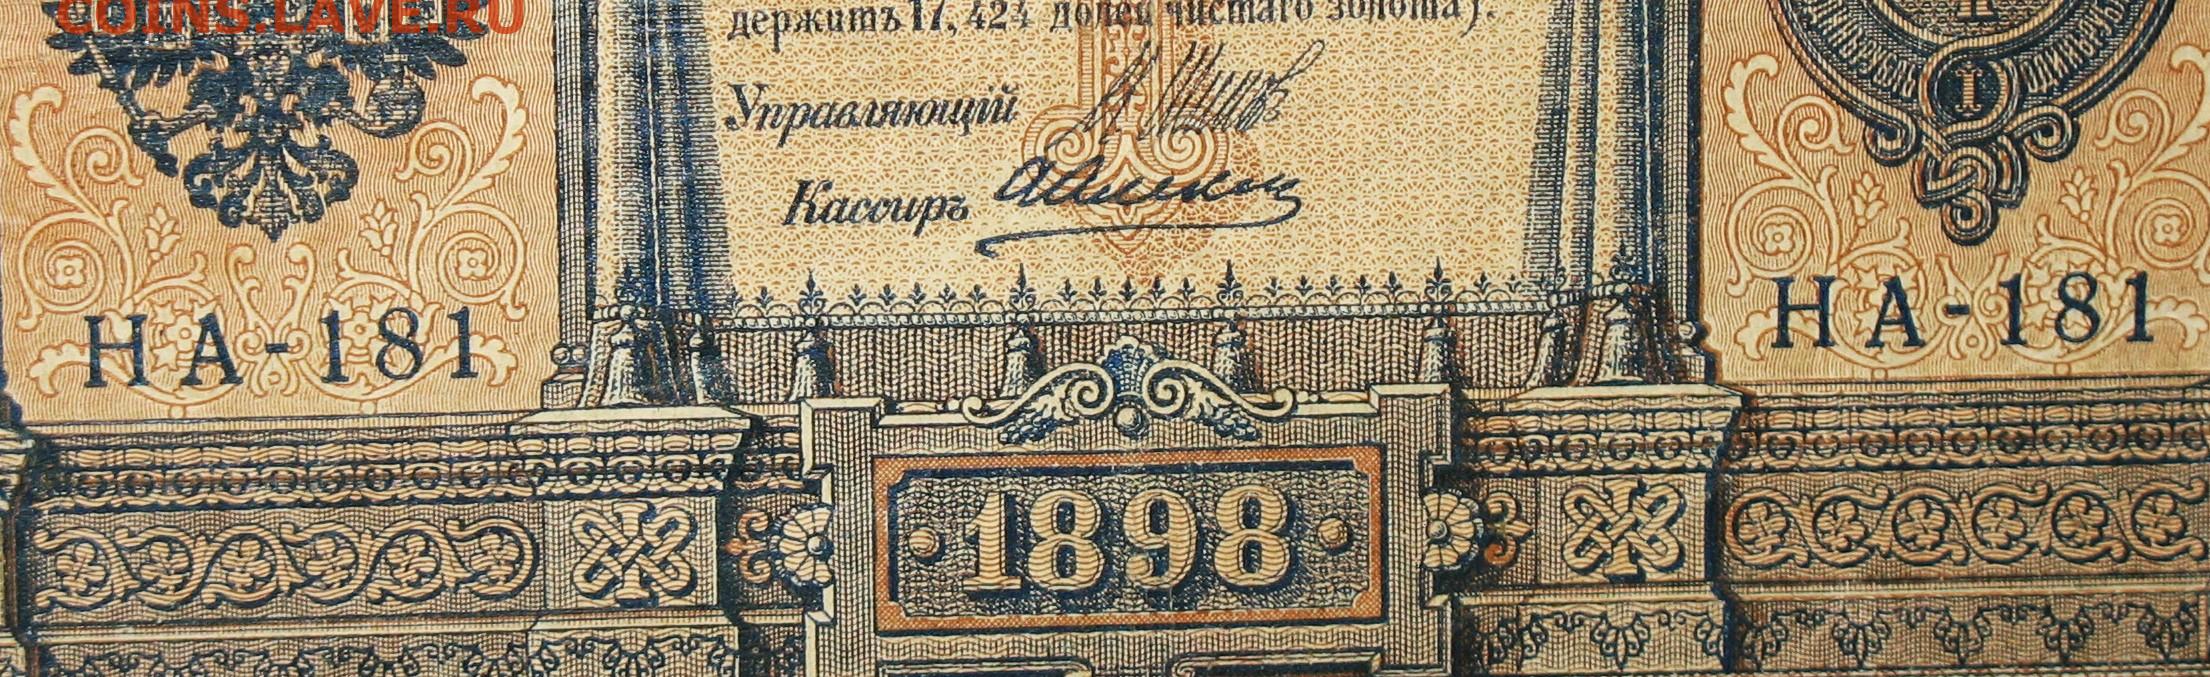 COINS.LAVE.RU
держитъ 17,424 долей чистаго золота).
Управляющій
Кассиръ
НА-181
НА-181
I
1898